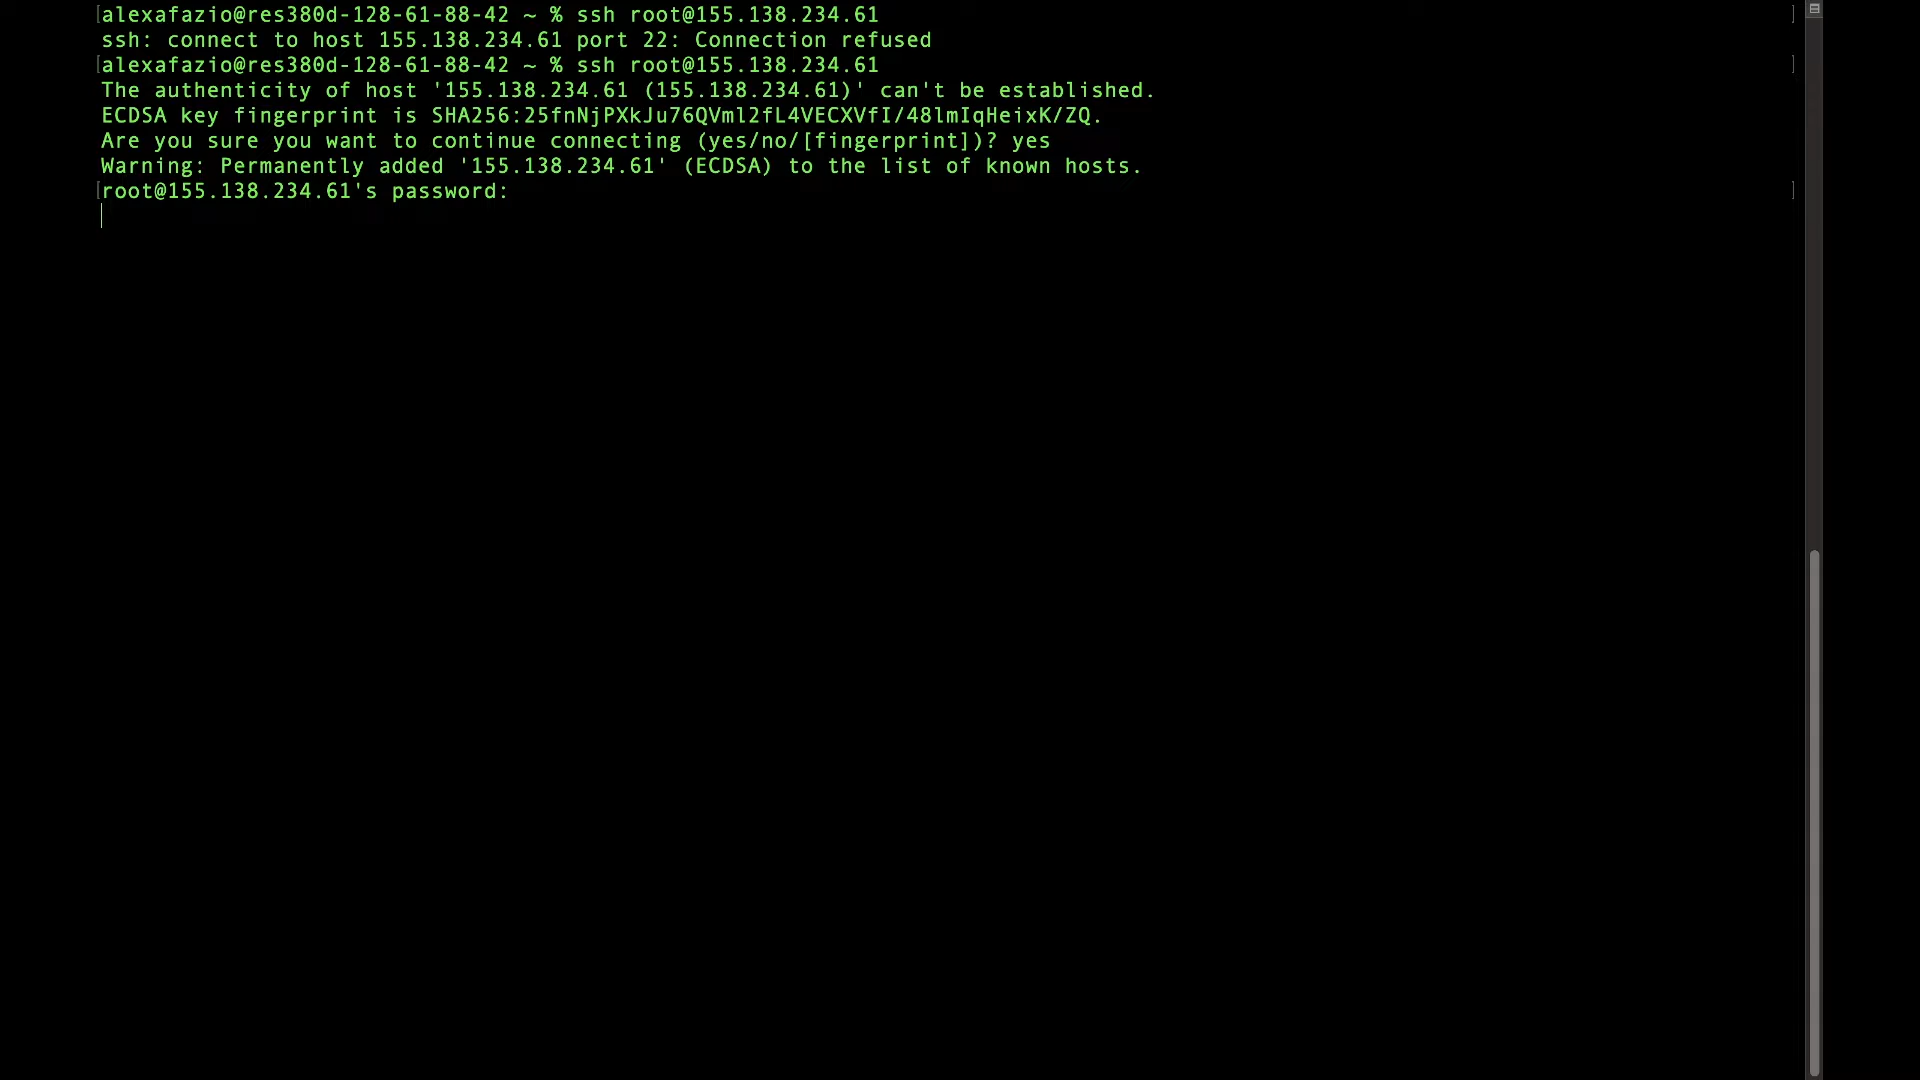 [alexafazio@res380d-128-61-88-42 ~ % ssh root@155.138.234.61 ]
ssh: connect to host 155.138.234.61 port 22: Connection refused
[alexafazio@res380d-128-61-88-42 ~ % ssh root@155.138.234.61 ]
The authenticity of host '155.138.234.61 (155.138.234.61)' can't be established.
ECDSA key fingerprint is SHA256:25fnNjPXkJu76QVml2fL4VECXVfI/48lmIqHeixK/ZQ.
Are you sure you want to continue connecting (yes/no/[fingerprint])? yes
Warning: Permanently added '155.138.234.61' (ECDSA) to the list of known hosts.
[root@155.138.234.61's password: ]